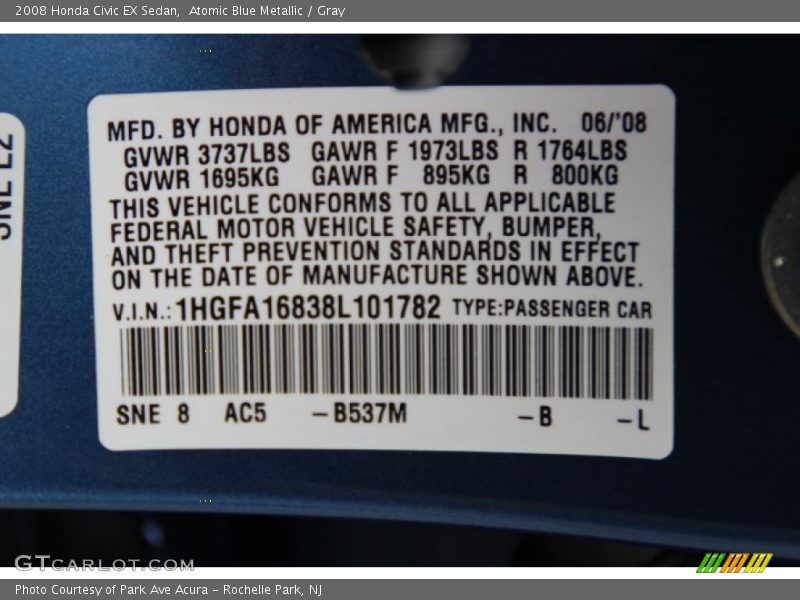 2008 Honda Civic EX Sedan,  Atomic Blue Metallic / Gray
MFD. BY HONDA OF AMERICA MFG., INC.  06/'08
GVWR 3737LBS  GAWR F 1973LBS R 1764LBS
GVWR 1695KG  GAWR F  895KG  R  800KG
THIS VEHICLE CONFORMS TO ALL APPLICABLE
FEDERAL MOTOR VEHICLE SAFETY, BUMPER,
AND THEFT PREVENTION STANDARDS IN EFFECT
ON THE DATE OF MANUFACTURE SHOWN ABOVE.
V.I.N.: 1HGFA16838L101782 TYPE:PASSENGER CAR
SNE 8  AC5  –B537M  –B  –L
SNE L2
GTCARLOT.COM
Photo Courtesy of Park Ave Acura – Rochelle Park, NJ